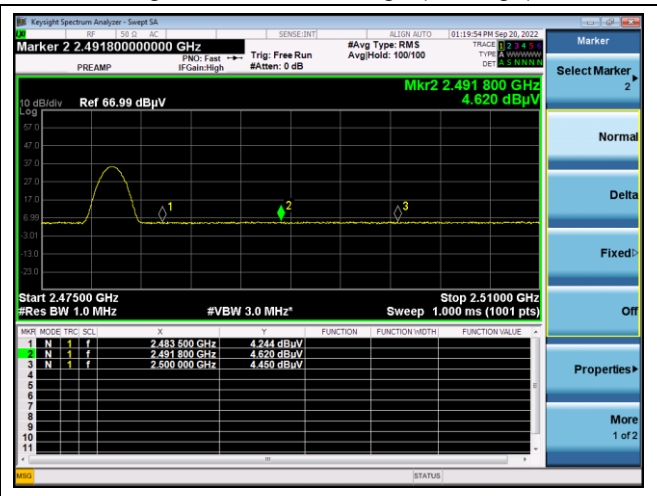 Keysight Spectrum Analyzer - Swept SA
RF 50 Ω AC SENSE:INT ALIGN AUTO 01:19:54 PM Sep 20, 2022
Marker 2 2.491800000000 GHz
PREAMP
PNO: Fast
IFGain:High
Trig: Free Run
#Atten: 0 dB
#Avg Type: RMS
Avg|Hold: 100/100
TRACE 1 2 3 4 5 6
TYPE A WWWWW
DET A S N N N N
Mkr2 2.491 800 GHz
4.620 dBµV
10 dB/div Ref 66.99 dBµV
Log
57.0
47.0
37.0
27.0
17.0
6.99
-3.01
-13.0
-23.0
1
2
3
Start 2.47500 GHz Stop 2.51000 GHz
#Res BW 1.0 MHz #VBW 3.0 MHz* Sweep 1.000 ms (1001 pts)
MKR MODE TRC SCL X Y FUNCTION FUNCTION WIDTH FUNCTION VALUE
1 N 1 f 2.483 500 GHz 4.244 dBuV
2 N 1 f 2.491 800 GHz 4.620 dBuV
3 N 1 f 2.500 000 GHz 4.450 dBuV
4
5
6
7
8
9
10
11
MSG STATUS
Marker
Select Marker
2
Normal
Delta
Fixed
Off
Properties
More
1 of 2